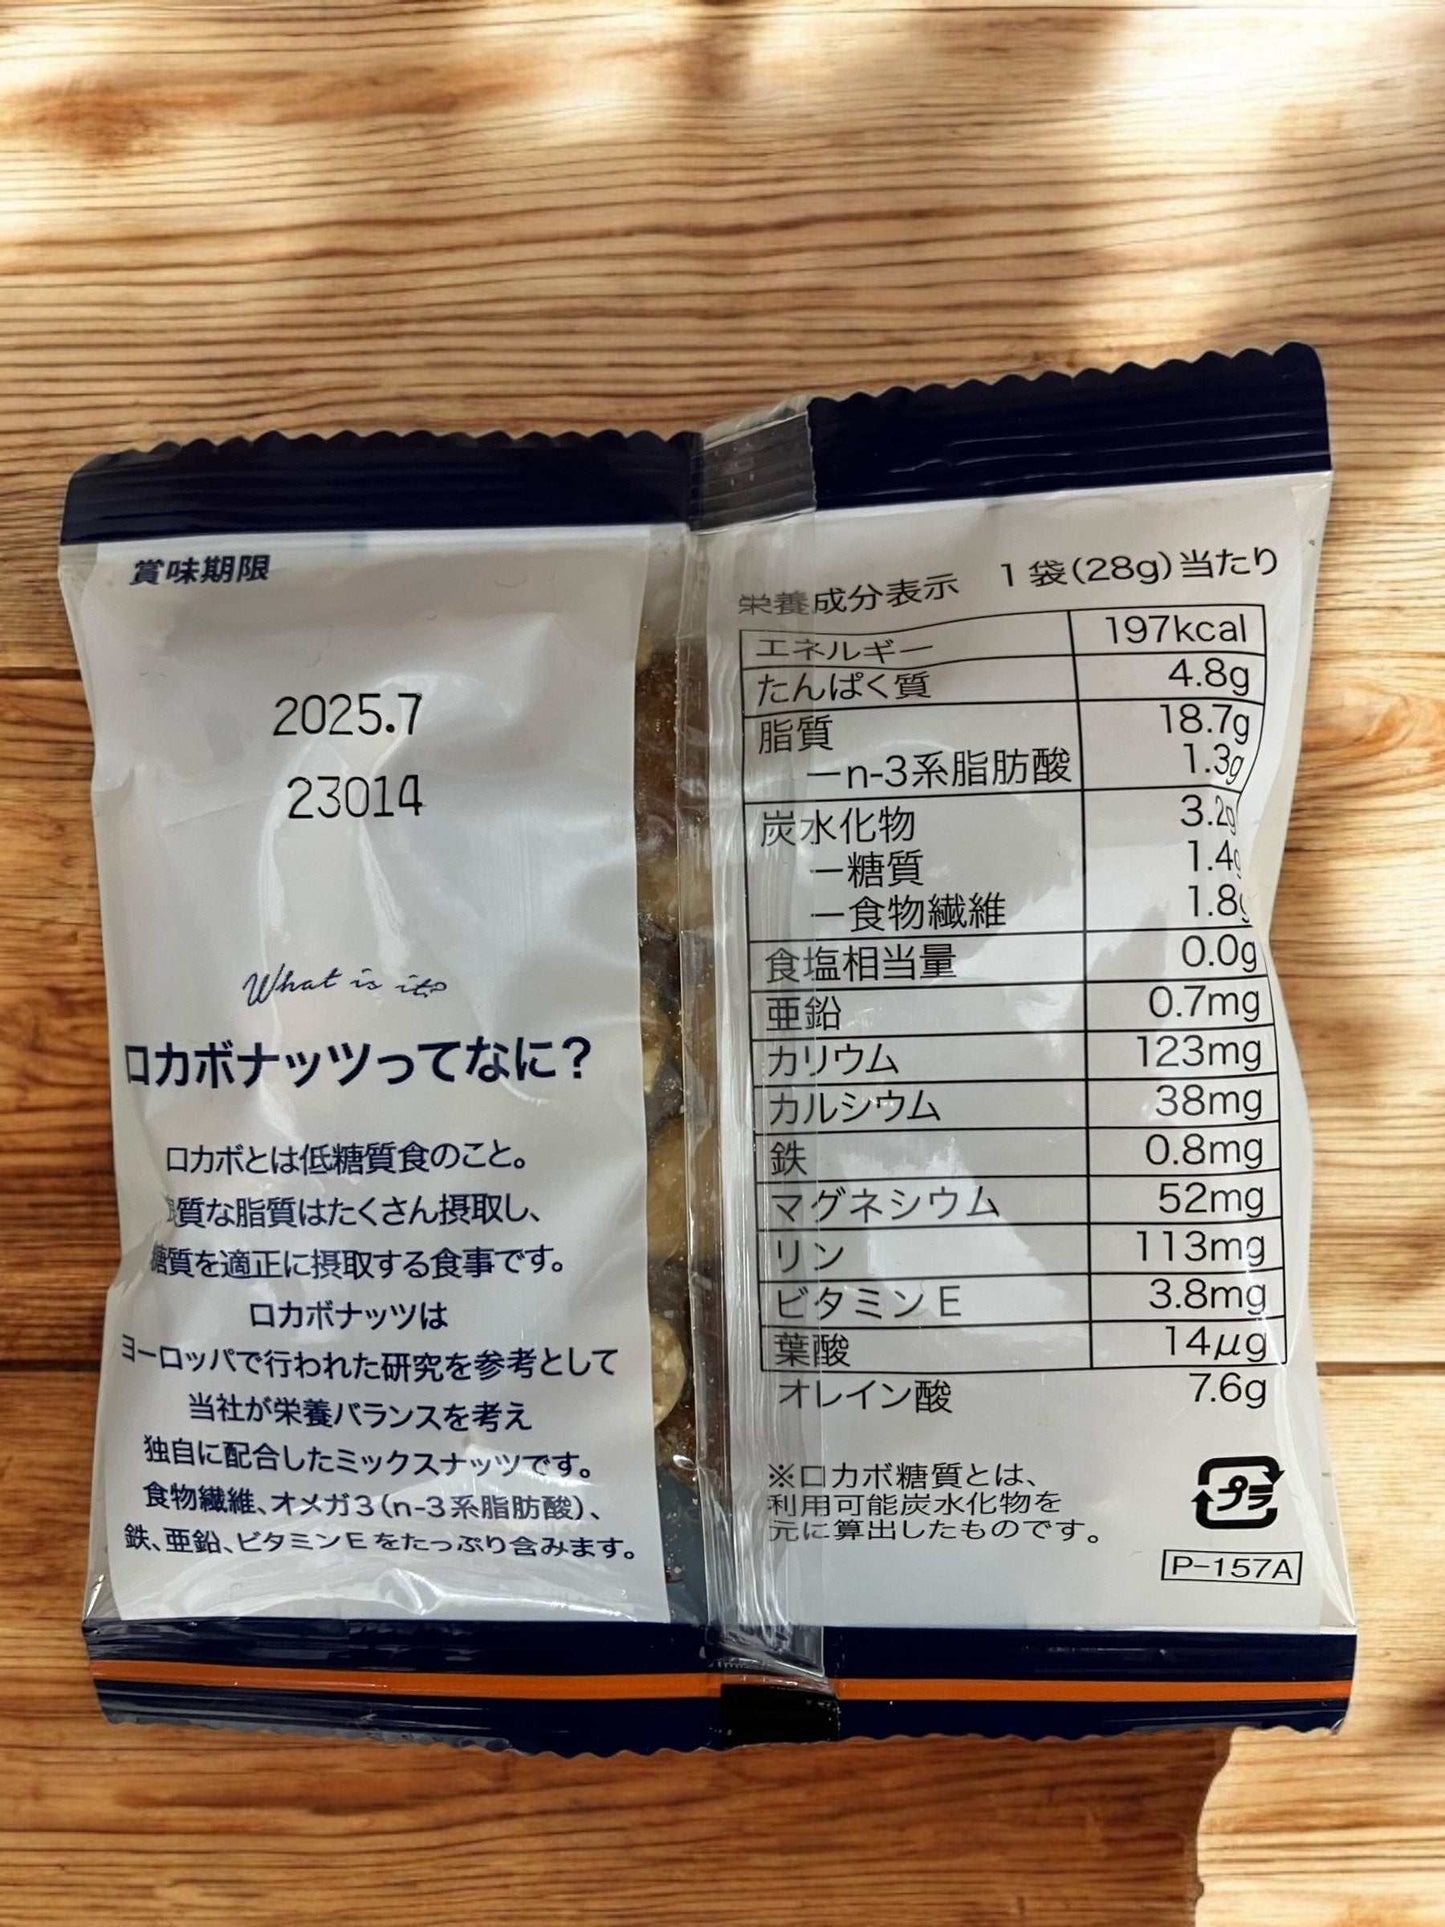 賞味期限
2025.7
23014
What is it?
ロカボナッツってなに？
ロカボとは低糖質食のこと。
質な脂質はたくさん摂取し、
糖質を適正に摂取する食事です。
ロカボナッツは
ヨーロッパで行われた研究を参考として
当社が栄養バランスを考え
独自に配合したミックスナッツです。
食物繊維、オメガ3（n-3系脂肪酸）、
鉄、亜鉛、ビタミンEをたっぷり含みます。
栄養成分表示 1袋（28g）当たり
エネルギー 197kcal
たんぱく質 4.8g
脂質 18.7g
ーn-3系脂肪酸 1.3g
炭水化物 3.2g
ー糖質 1.4g
ー食物繊維 1.8g
食塩相当量 0.0g
亜鉛 0.7mg
カリウム 123mg
カルシウム 38mg
鉄 0.8mg
マグネシウム 52mg
リン 113mg
ビタミンE 3.8mg
葉酸 14μg
オレイン酸 7.6g
※ロカボ糖質とは、
利用可能炭水化物を
元に算出したものです。
プラ
P-157A